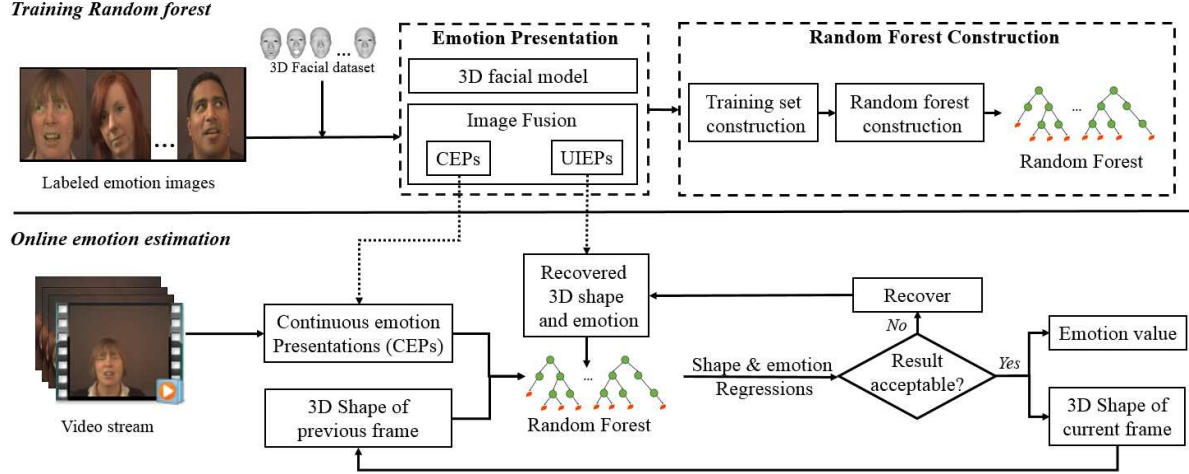 Training Random forest
3D Facial dataset
Labeled emotion images
Emotion Presentation
3D facial model
Image Fusion
CEPs
UIEPs
Random Forest Construction
Training set
construction
Random forest
construction
...
Random Forest
Online emotion estimation
Video stream
Continuous emotion
Presentations (CEPs)
3D Shape of
previous frame
Recovered
3D shape
and emotion
...
Random Forest
Shape & emotion
Regressions
Recover
No
Result
acceptable?
Yes
Emotion value
3D Shape of
current frame